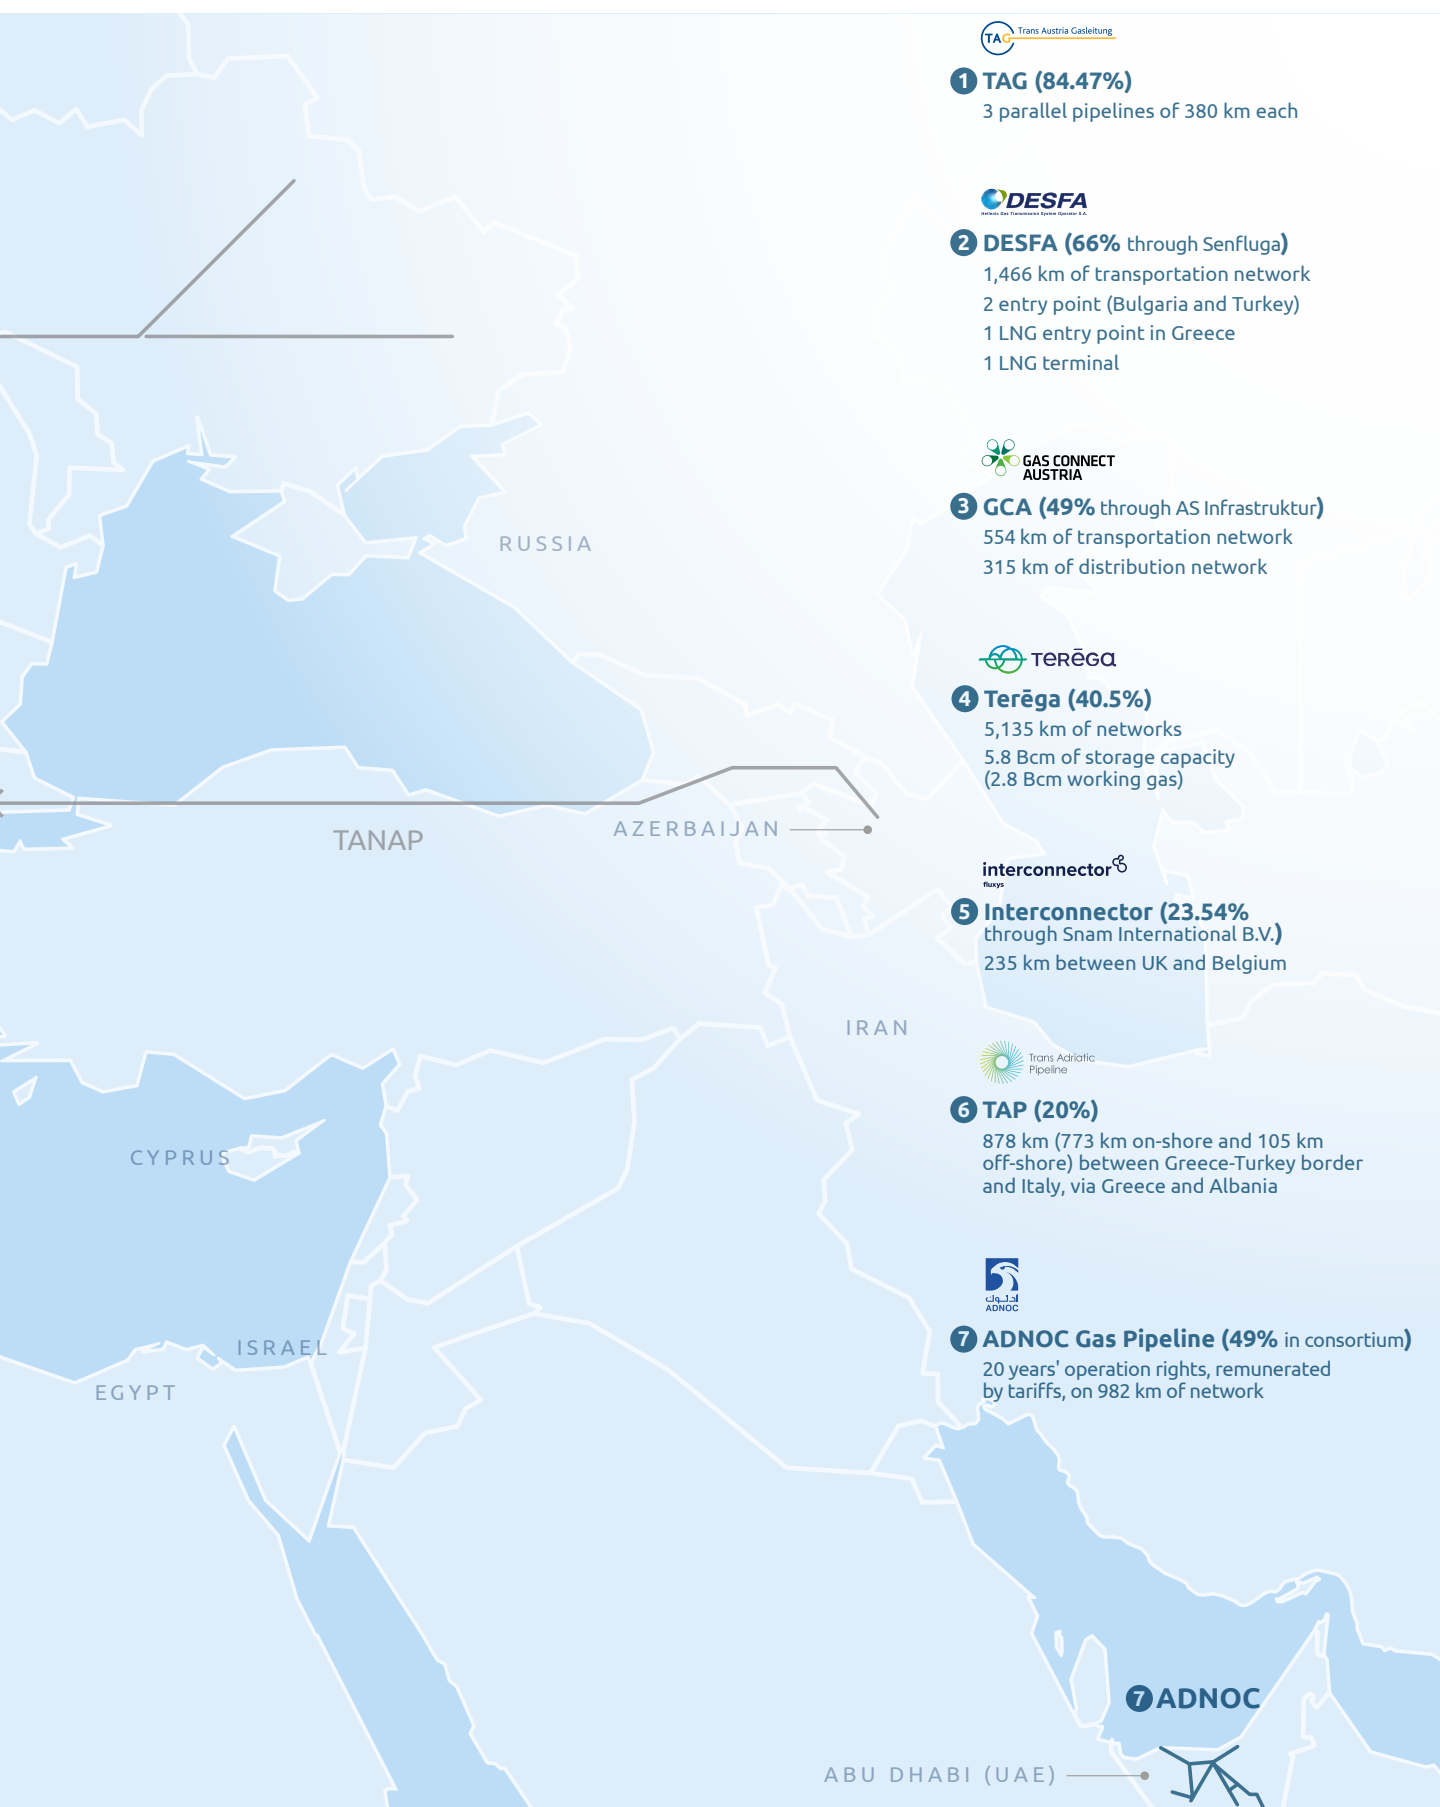 TAG Trans Austria Gasleitung
1 TAG (84.47%)
3 parallel pipelines of 380 km each
DESFA
Hellenic Gas Transmission System Operator S.A.
2 DESFA (66% through Senfluga)
1,466 km of transportation network
2 entry point (Bulgaria and Turkey)
1 LNG entry point in Greece
1 LNG terminal
GAS CONNECT
AUSTRIA
3 GCA (49% through AS Infrastruktur)
554 km of transportation network
315 km of distribution network
RUSSIA
TERĒGA
4 Terēga (40.5%)
5,135 km of networks
5.8 Bcm of storage capacity
(2.8 Bcm working gas)
AZERBAIJAN
TANAP
interconnector
fluxys
5 Interconnector (23.54%
through Snam International B.V.)
235 km between UK and Belgium
IRAN
Trans Adriatic
Pipeline
6 TAP (20%)
878 km (773 km on-shore and 105 km
off-shore) between Greece-Turkey border
and Italy, via Greece and Albania
CYPRUS
أدنوك
ADNOC
7 ADNOC Gas Pipeline (49% in consortium)
20 years' operation rights, remunerated
by tariffs, on 982 km of network
ISRAEL
EGYPT
7 ADNOC
ABU DHABI (UAE)